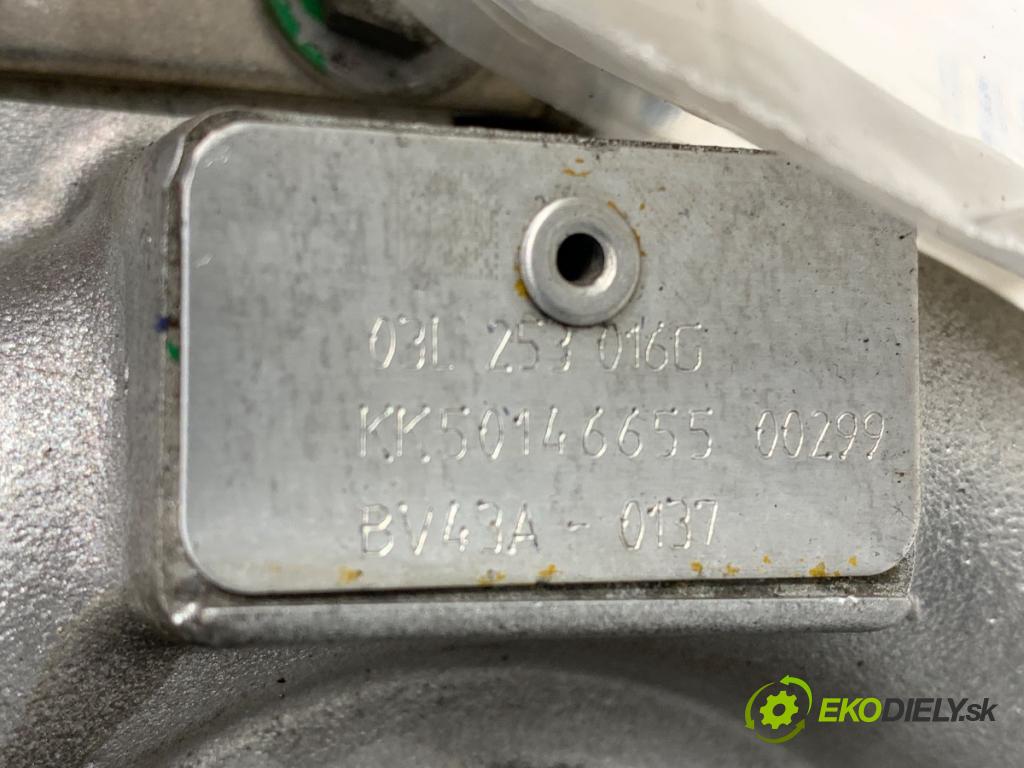 03L 253 016G
KK50146655 00299
BV43A - 0137
EKODIELY.sk